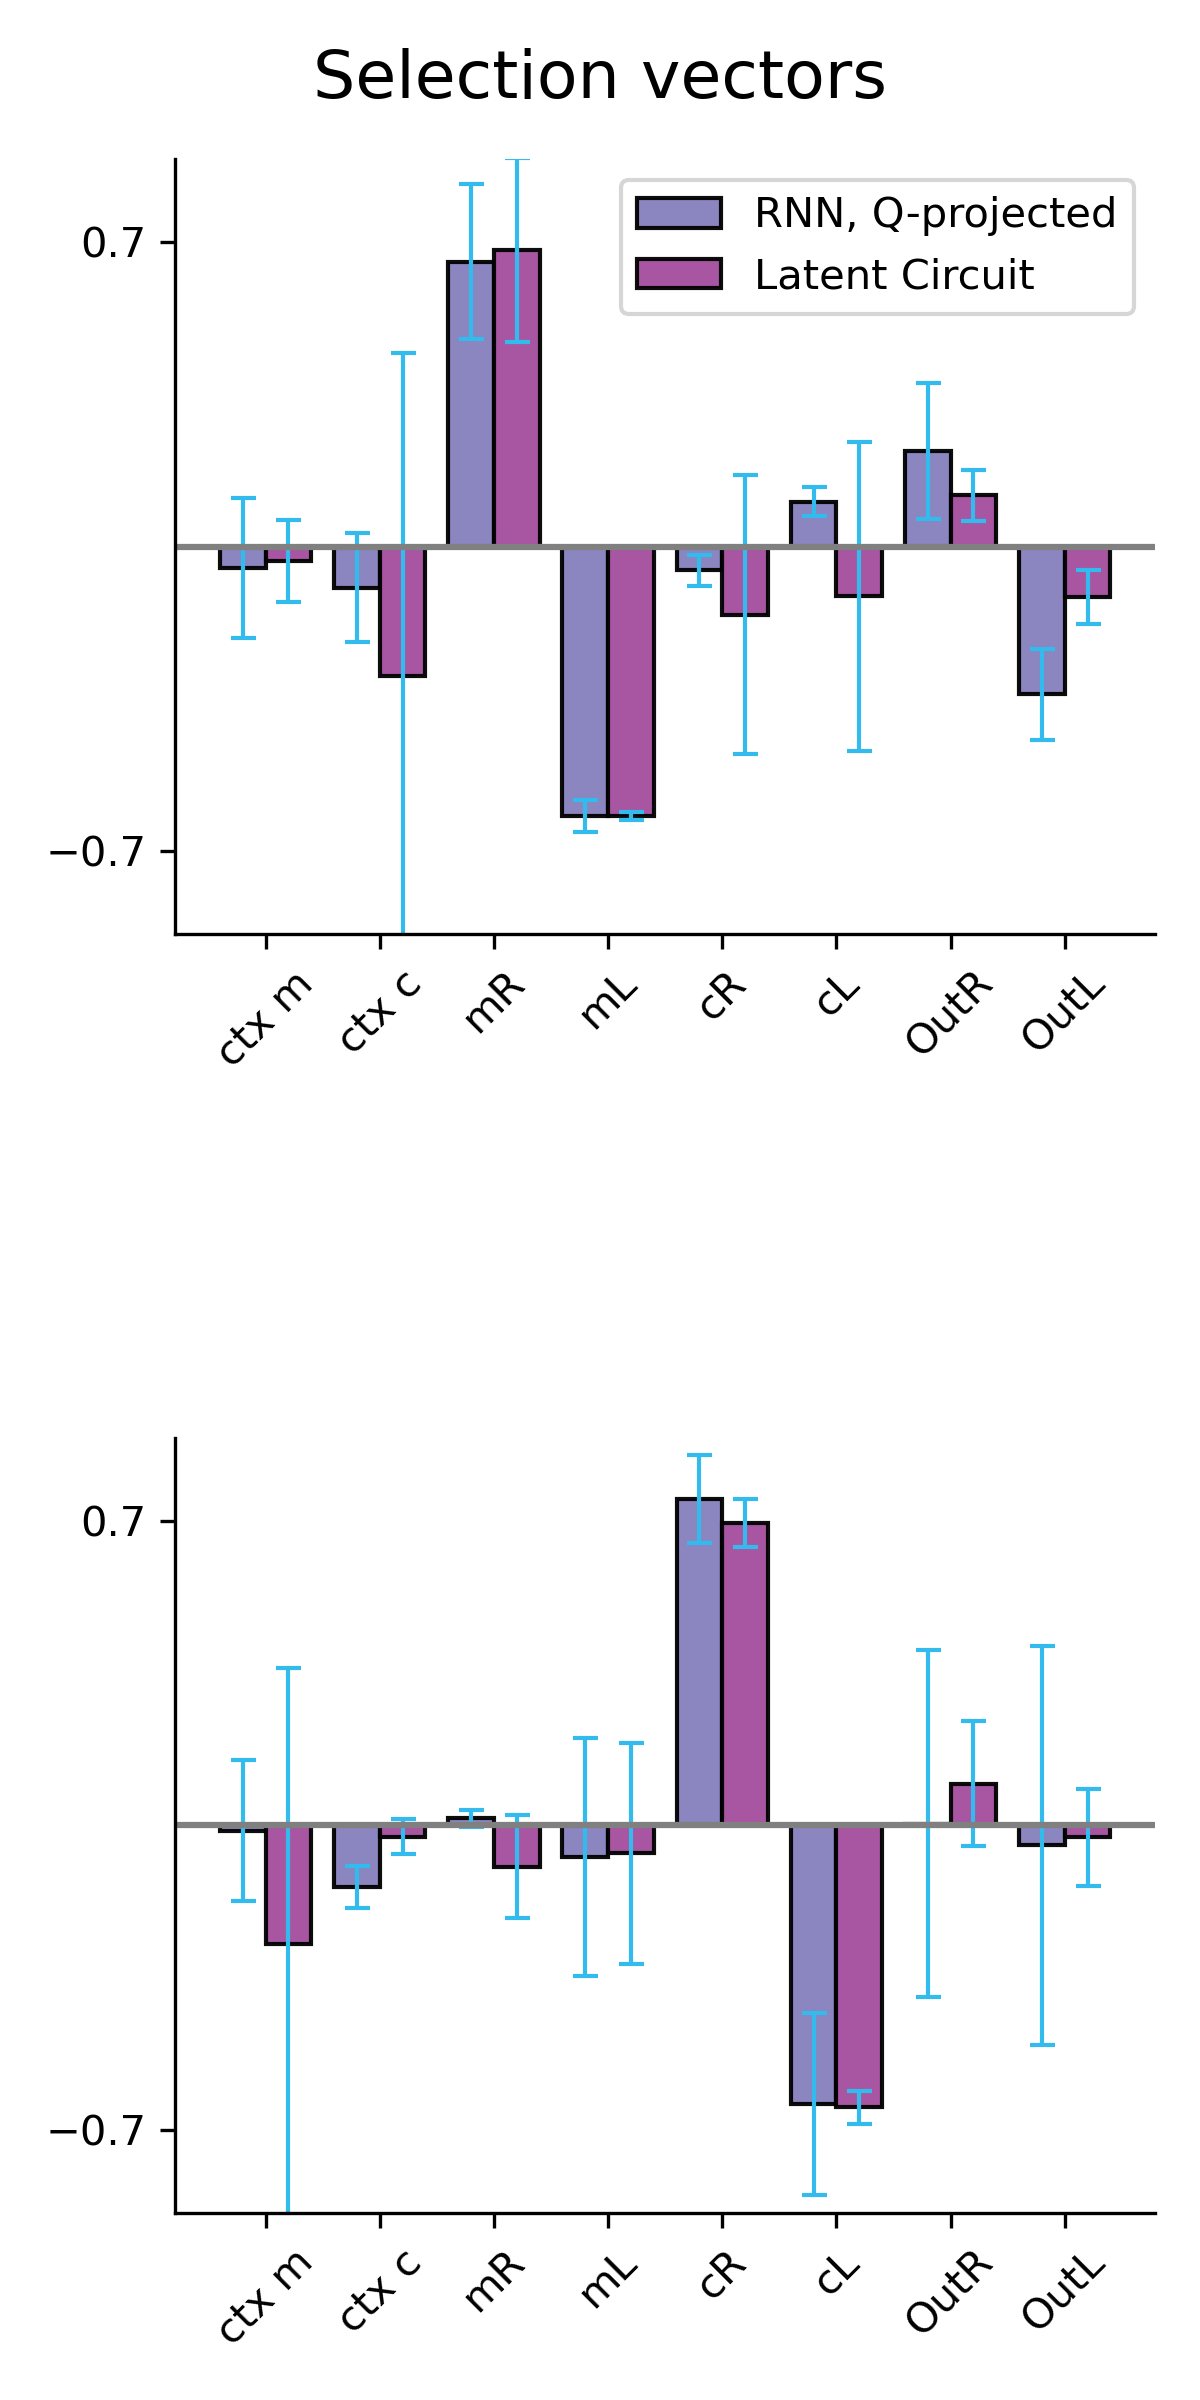 Selection vectors
RNN, Q-projected
Latent Circuit
0.7
−0.7
ctx m
ctx c
mR
mL
cR
cL
OutR
OutL
0.7
−0.7
ctx m
ctx c
mR
mL
cR
cL
OutR
OutL